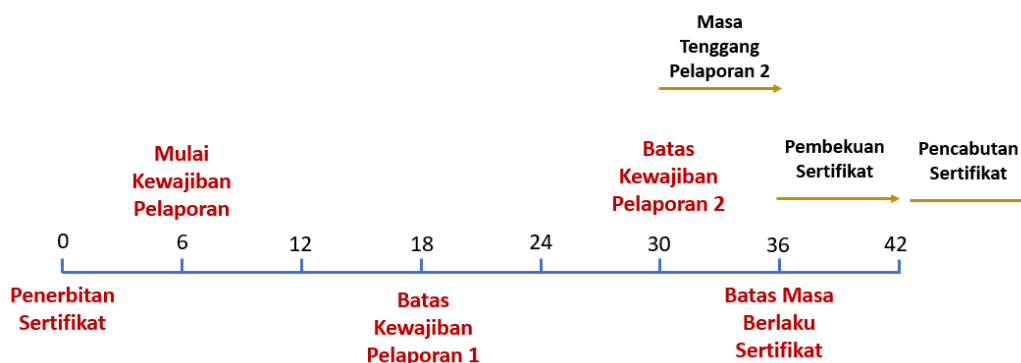 Masa
Tenggang
Pelaporan 2
Mulai
Kewajiban
Pelaporan
Batas
Kewajiban
Pelaporan 2
Pembekuan
Sertifikat
Pencabutan
Sertifikat
0 6 12 18 24 30 36 42
Penerbitan
Sertifikat
Batas
Kewajiban
Pelaporan 1
Batas Masa
Berlaku
Sertifikat